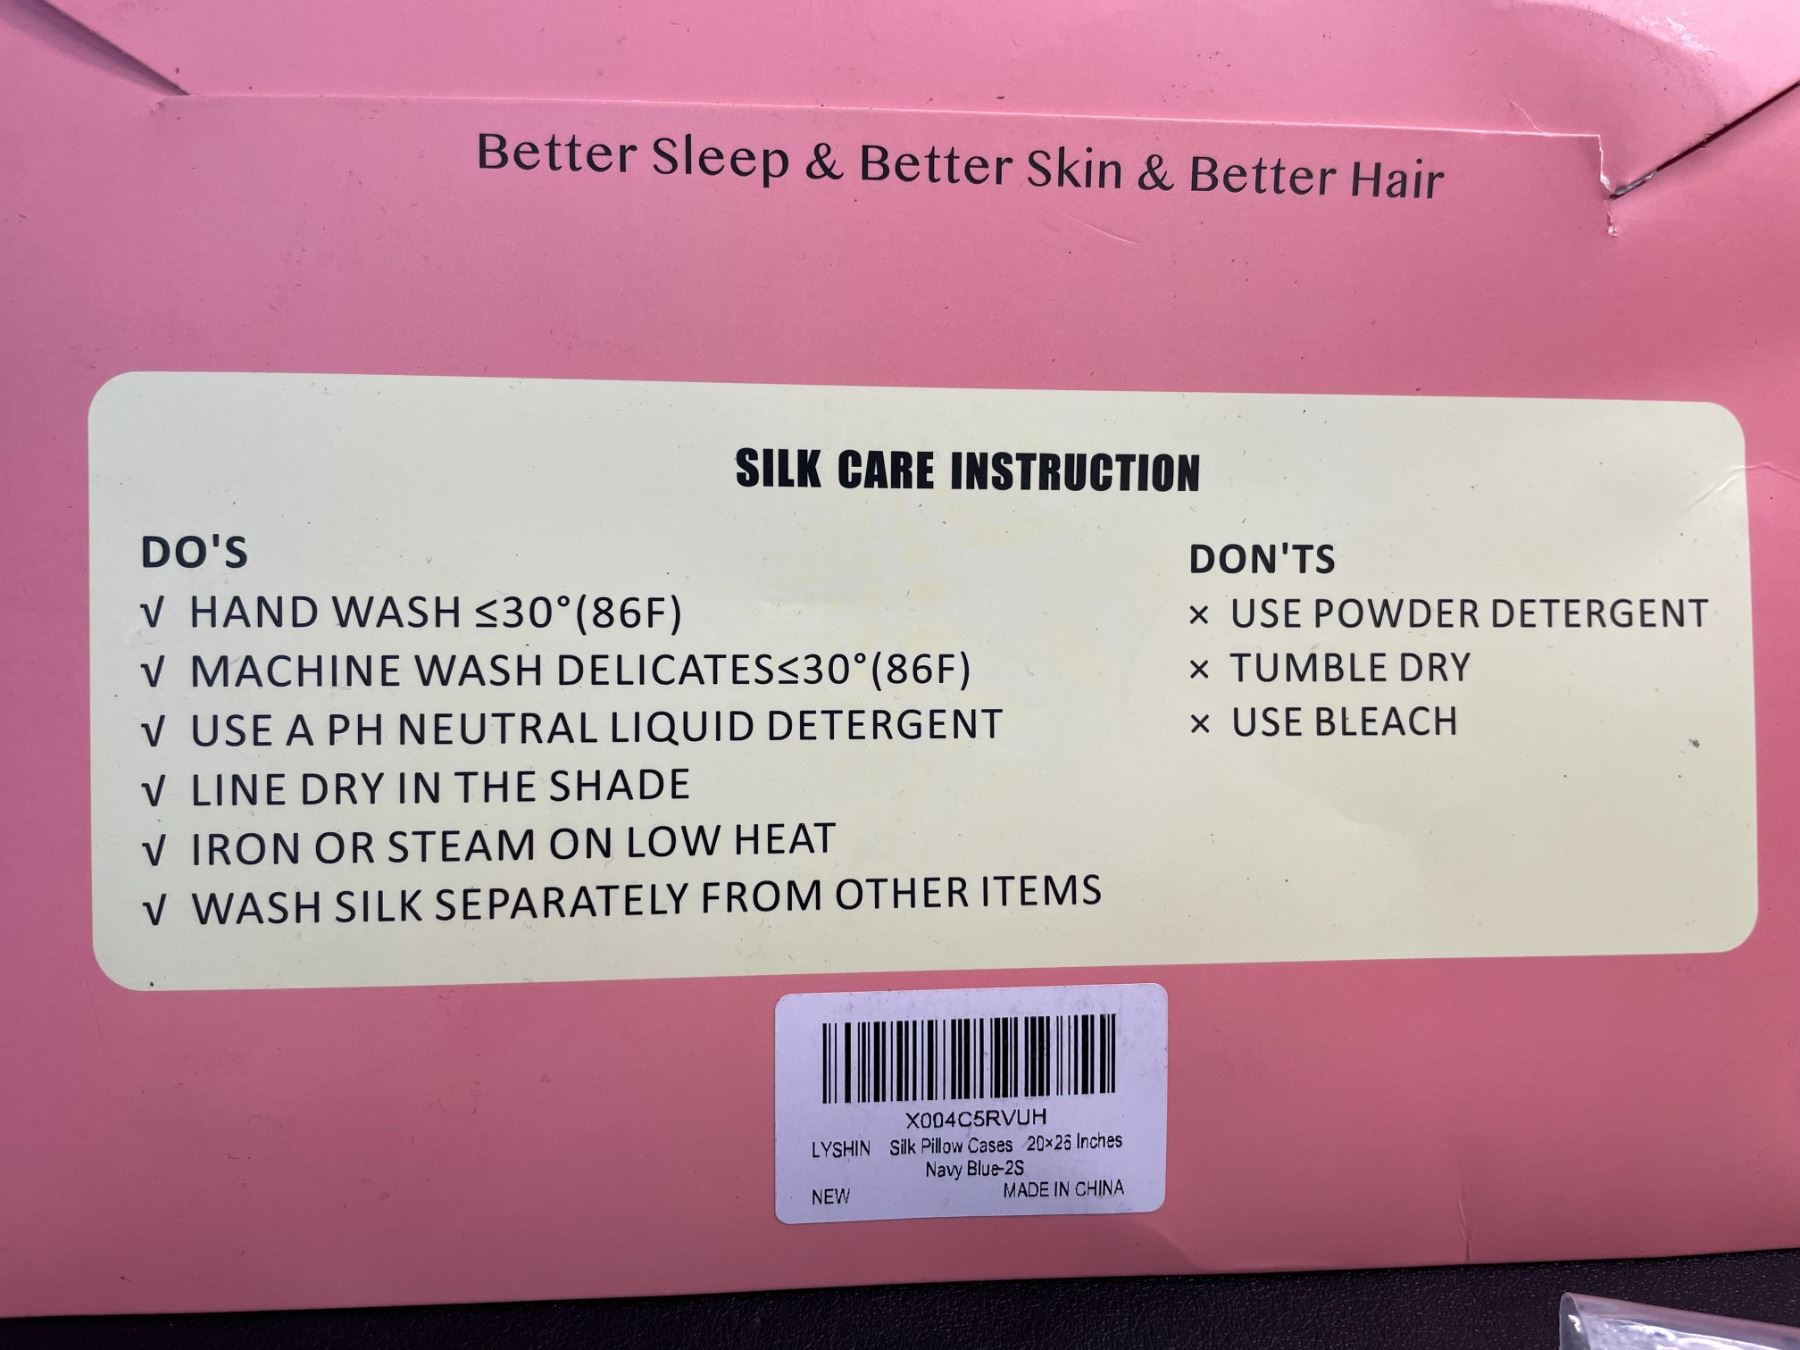 Better Sleep & Better Skin & Better Hair
SILK CARE INSTRUCTION
DO'S
√ HAND WASH ≤30°(86F)
√ MACHINE WASH DELICATES≤30°(86F)
√ USE A PH NEUTRAL LIQUID DETERGENT
√ LINE DRY IN THE SHADE
√ IRON OR STEAM ON LOW HEAT
√ WASH SILK SEPARATELY FROM OTHER ITEMS
DON'TS
× USE POWDER DETERGENT
× TUMBLE DRY
× USE BLEACH
X004C5RVUH
LYSHIN Silk Pillow Cases 20×26 Inches
Navy Blue-2S
NEW MADE IN CHINA